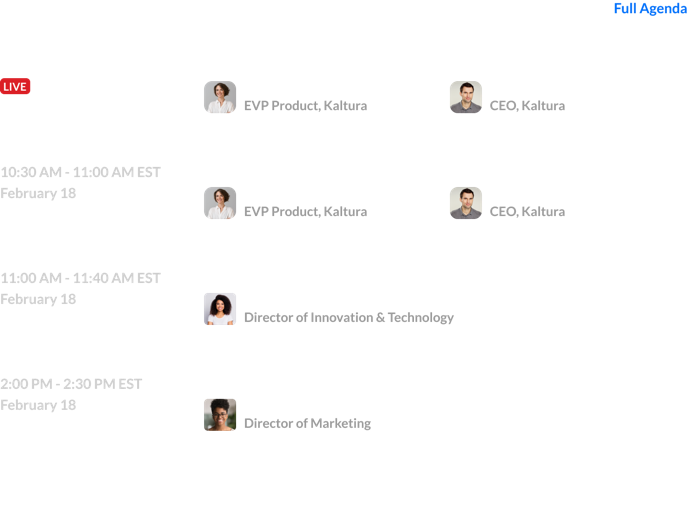 Full Agenda
LIVE
EVP Product, Kaltura
CEO, Kaltura
10:30 AM - 11:00 AM EST
February 18
EVP Product, Kaltura
CEO, Kaltura
11:00 AM - 11:40 AM EST
February 18
Director of Innovation & Technology
2:00 PM - 2:30 PM EST
February 18
Director of Marketing